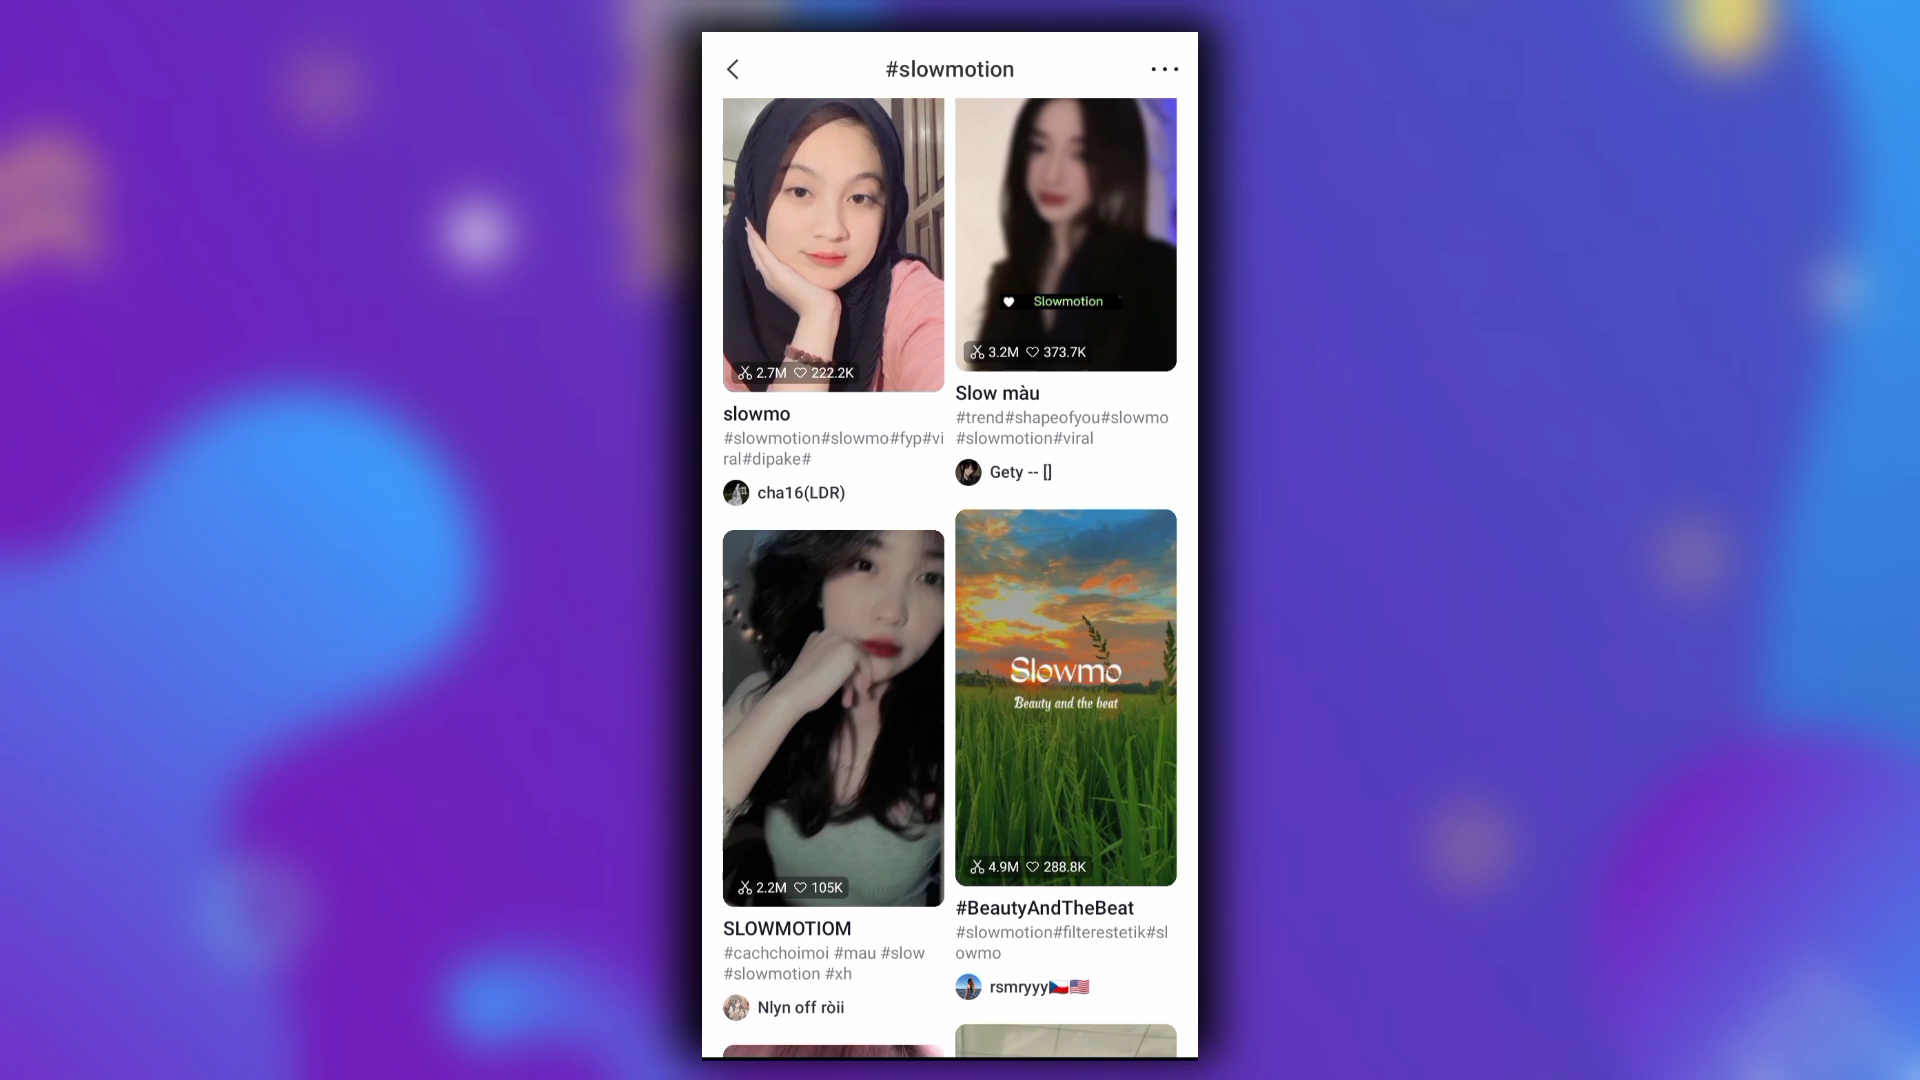 #slowmotion
2.7M 222.2K
slowmo
#slowmotion#slowmo#fyp#vi
ral#dipake#
cha16(LDR)
Slowmotion
3.2M 373.7K
Slow màu
#trend#shapeofyou#slowmo
#slowmotion#viral
Gety -- []
2.2M 105K
SLOWMOTIOM
#cachchoimoi #mau #slow
#slowmotion #xh
Nlyn off ròii
Slowmo
Beauty and the beat
4.9M 288.8K
#BeautyAndTheBeat
#slowmotion#filterestetik#sl
owmo
rsmryyy🇨🇿🇺🇸